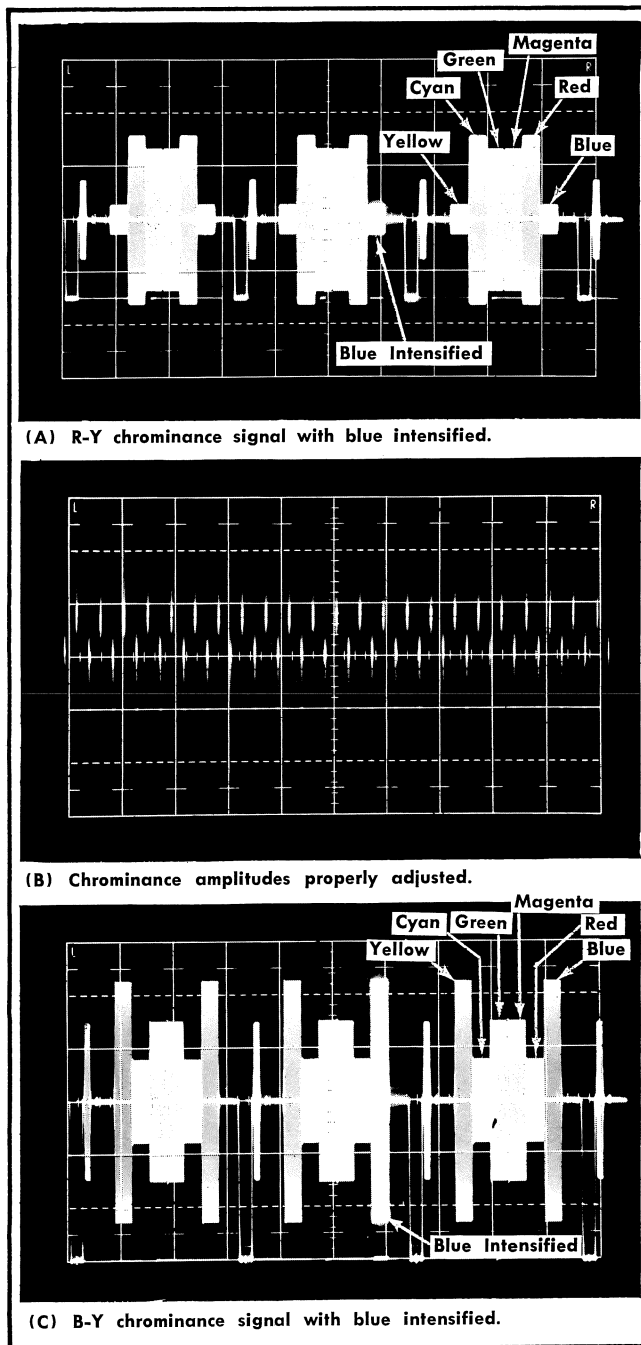 Magenta
Green
Cyan
Red
Yellow
Blue
L
R
Blue Intensified
(A) R-Y chrominance signal with blue intensified.
L
R
(B) Chrominance amplitudes properly adjusted.
Magenta
Cyan
Green
Red
Yellow
Blue
L
Blue Intensified
(C) B-Y chrominance signal with blue intensified.